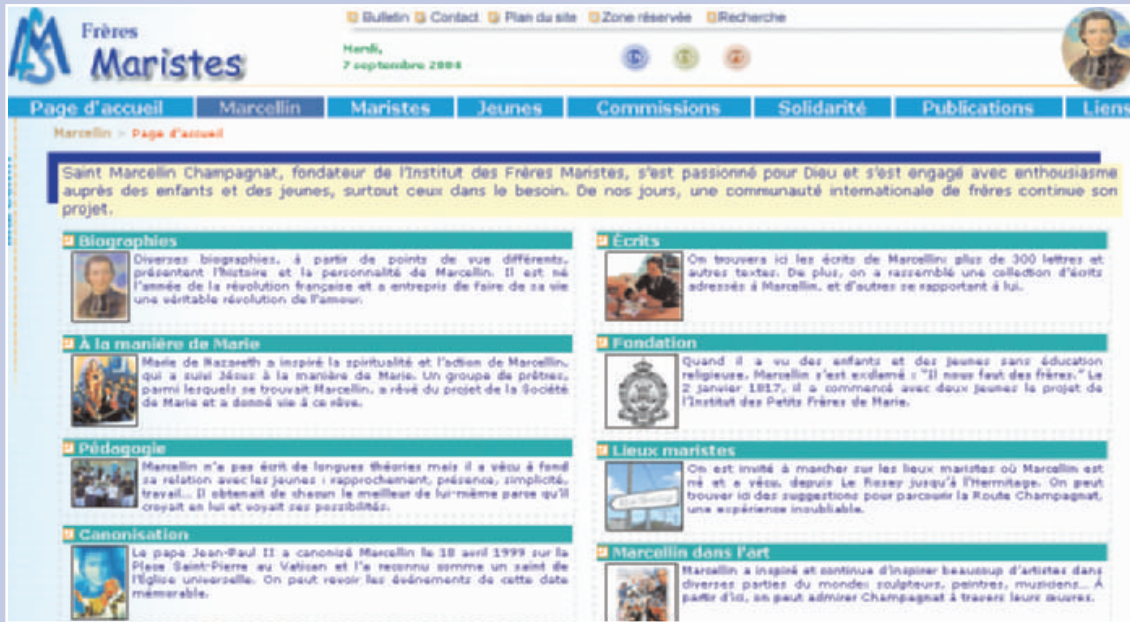 Bulletin Contact Plan du site Zone réservée Recherche
Frères
Maristes
Mardi,
7 septembre 2004
Page d'accueil Marcellin Maristes Jeunes Commissions Solidarité Publications Liens
Marcellin > Page d'accueil
Saint Marcellin Champagnat, fondateur de l'Institut des Frères Maristes, s'est passionné pour Dieu et s'est engagé avec enthousiasme
auprès des enfants et des jeunes, surtout ceux dans le besoin. De nos jours, une communauté internationale de frères continue son
projet.
Biographies
Diverses biographies, à partir de points de vue différents,
présentent l'histoire et la personnalité de Marcellin. Il est né
l'année de la révolution française et a entrepris de faire de sa vie
une véritable révolution de l'amour.
À la manière de Marie
Marie de Nazareth a inspiré la spiritualité et l'action de Marcellin,
qui a suivi Jésus à la manière de Marie. Un groupe de prêtres,
parmi lesquels se trouvait Marcellin, a rêvé du projet de la Société
de Marie et a donné vie à ce rêve.
Pédagogie
Marcellin n'a pas écrit de longues théories mais il a vécu à fond
sa relation avec les jeunes : rapprochement, présence, simplicité,
travail... Il obtenait de chacun le meilleur de lui-même parce qu'il
croyait en lui et voyait ses possibilités.
Canonisation
Le pape Jean-Paul II a canonisé Marcellin le 18 avril 1999 sur la
Place Saint-Pierre au Vatican et l'a reconnu comme un saint de
l'Église universelle. On peut revoir les événements de cette date
mémorable.
Écrits
On trouvera ici les écrits de Marcellin: plus de 300 lettres et
autres textes. De plus, on a rassemblé une collection d'écrits
adressés à Marcellin, et d'autres se rapportant à lui.
Fondation
Quand il a vu des enfants et des jeunes sans éducation
religieuse, Marcellin s'est exclamé : "Il nous faut des frères." Le
2 janvier 1817, il a commencé avec deux jeunes le projet de
l'Institut des Petits Frères de Marie.
Lieux maristes
On est invité à marcher sur les lieux maristes où Marcellin est
né et a vécu, depuis Le Rosey jusqu'à l'Hermitage. On peut
trouver ici des suggestions pour parcourir la Route Champagnat,
une expérience inoubliable.
Marcellin dans l'art
Marcellin a inspiré et continue d'inspirer beaucoup d'artistes dans
diverses parties du monde: sculpteurs, peintres, musiciens... À
partir d'ici, on peut admirer Champagnat à travers leurs œuvres.